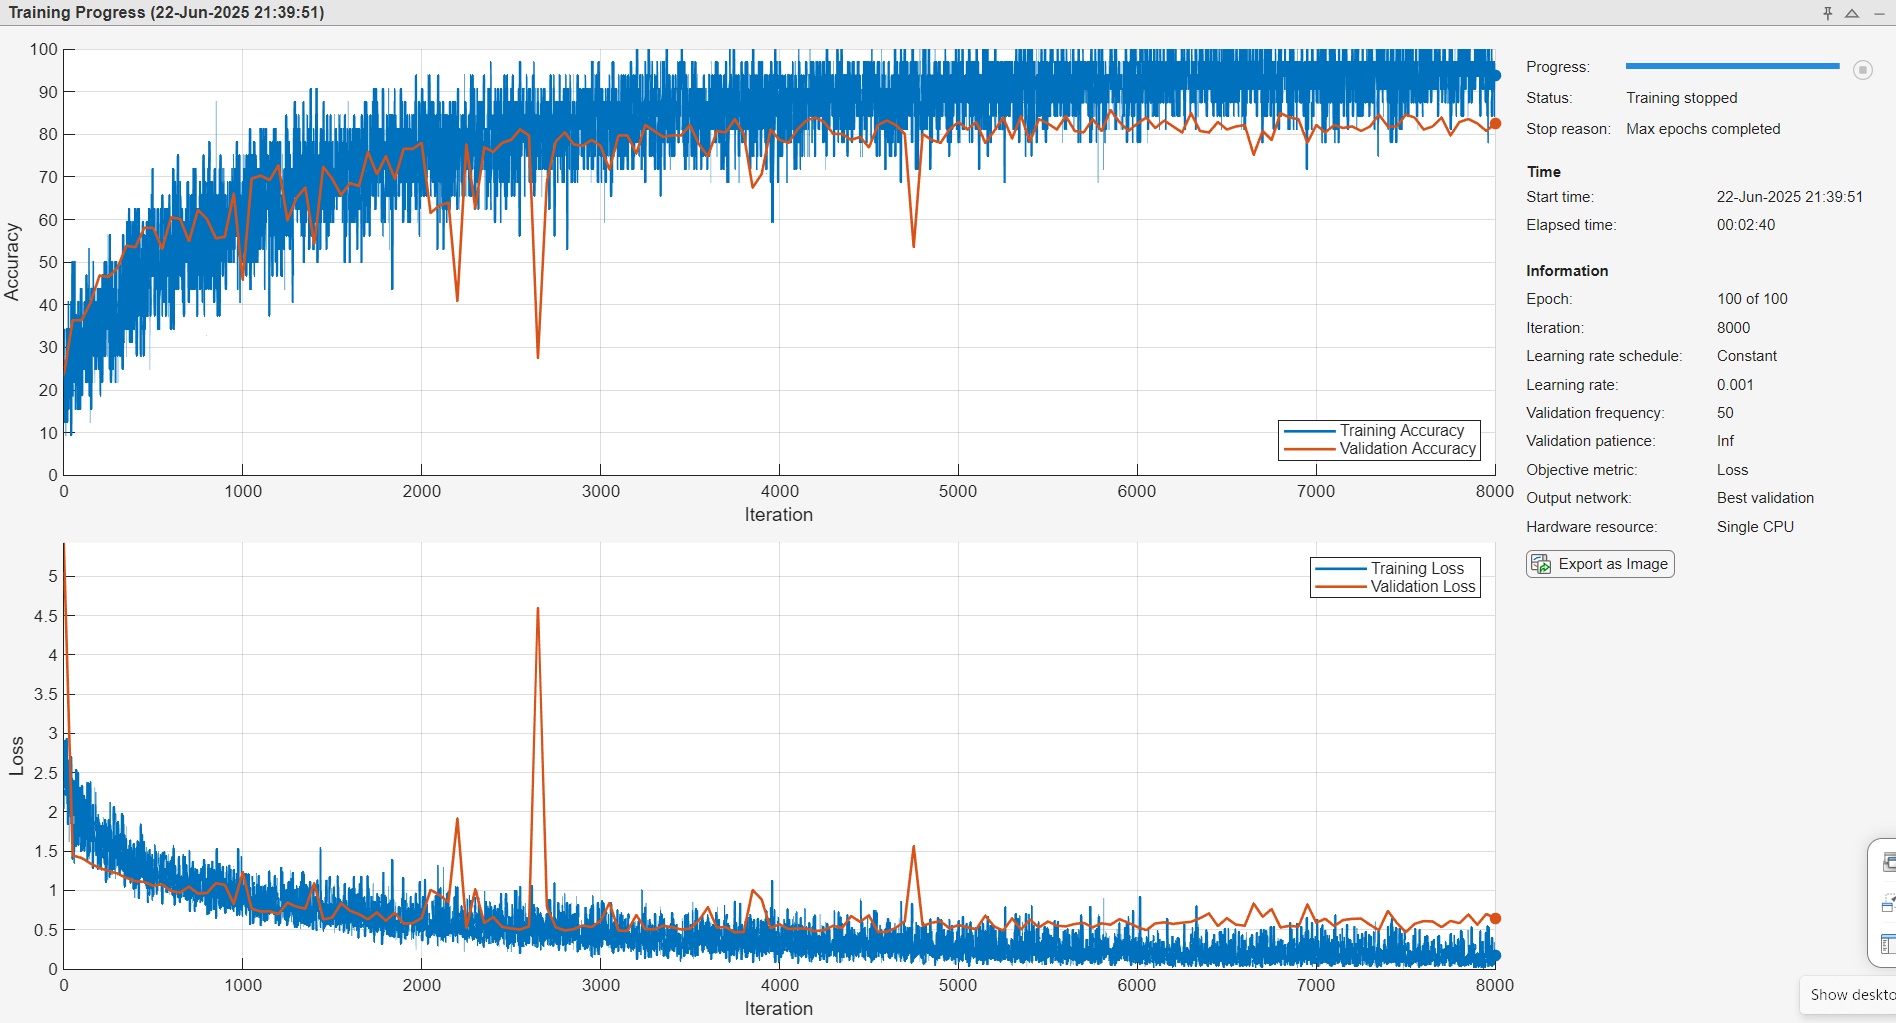 Training Progress (22-Jun-2025 21:39:51)
100
90
80
70
60
50
40
30
20
10
0
Accuracy
0 1000 2000 3000 4000 5000 6000 7000 8000
Iteration
Training Accuracy
Validation Accuracy
5
4.5
4
3.5
3
2.5
2
1.5
1
0.5
0
Loss
0 1000 2000 3000 4000 5000 6000 7000 8000
Iteration
Training Loss
Validation Loss
Progress:
Status: Training stopped
Stop reason: Max epochs completed
Time
Start time: 22-Jun-2025 21:39:51
Elapsed time: 00:02:40
Information
Epoch: 100 of 100
Iteration: 8000
Learning rate schedule: Constant
Learning rate: 0.001
Validation frequency: 50
Validation patience: Inf
Objective metric: Loss
Output network: Best validation
Hardware resource: Single CPU
Export as Image
Show deskto